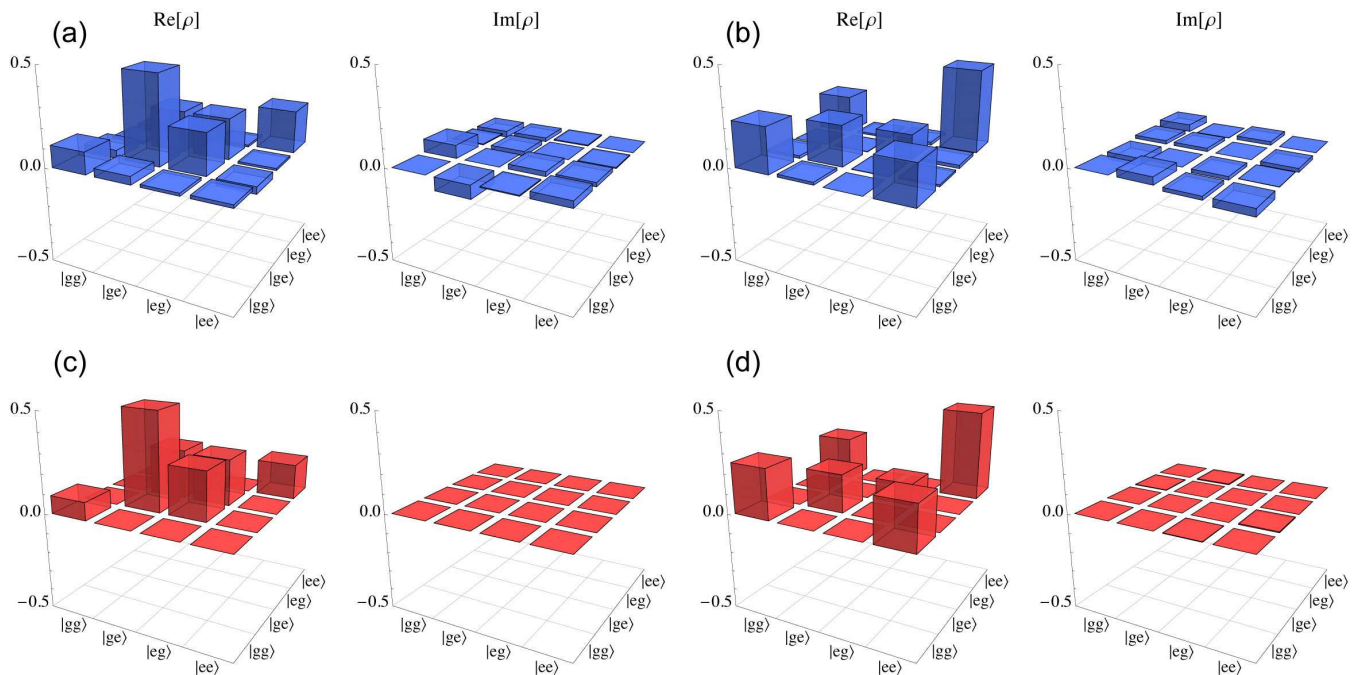 (a)
Re[ρ]
Im[ρ]
0.5
0.0
−0.5
|gg⟩
|ge⟩
|eg⟩
|ee⟩
|gg⟩
|ge⟩
|eg⟩
|ee⟩
0.5
0.0
−0.5
|gg⟩
|ge⟩
|eg⟩
|ee⟩
|gg⟩
|ge⟩
|eg⟩
|ee⟩
(b)
Re[ρ]
Im[ρ]
0.5
0.0
−0.5
|gg⟩
|ge⟩
|eg⟩
|ee⟩
|gg⟩
|ge⟩
|eg⟩
|ee⟩
0.5
0.0
−0.5
|gg⟩
|ge⟩
|eg⟩
|ee⟩
|gg⟩
|ge⟩
|eg⟩
|ee⟩
(c)
0.5
0.0
−0.5
|gg⟩
|ge⟩
|eg⟩
|ee⟩
|gg⟩
|ge⟩
|eg⟩
|ee⟩
0.5
0.0
−0.5
|gg⟩
|ge⟩
|eg⟩
|ee⟩
|gg⟩
|ge⟩
|eg⟩
|ee⟩
(d)
0.5
0.0
−0.5
|gg⟩
|ge⟩
|eg⟩
|ee⟩
|gg⟩
|ge⟩
|eg⟩
|ee⟩
0.5
0.0
−0.5
|gg⟩
|ge⟩
|eg⟩
|ee⟩
|gg⟩
|ge⟩
|eg⟩
|ee⟩